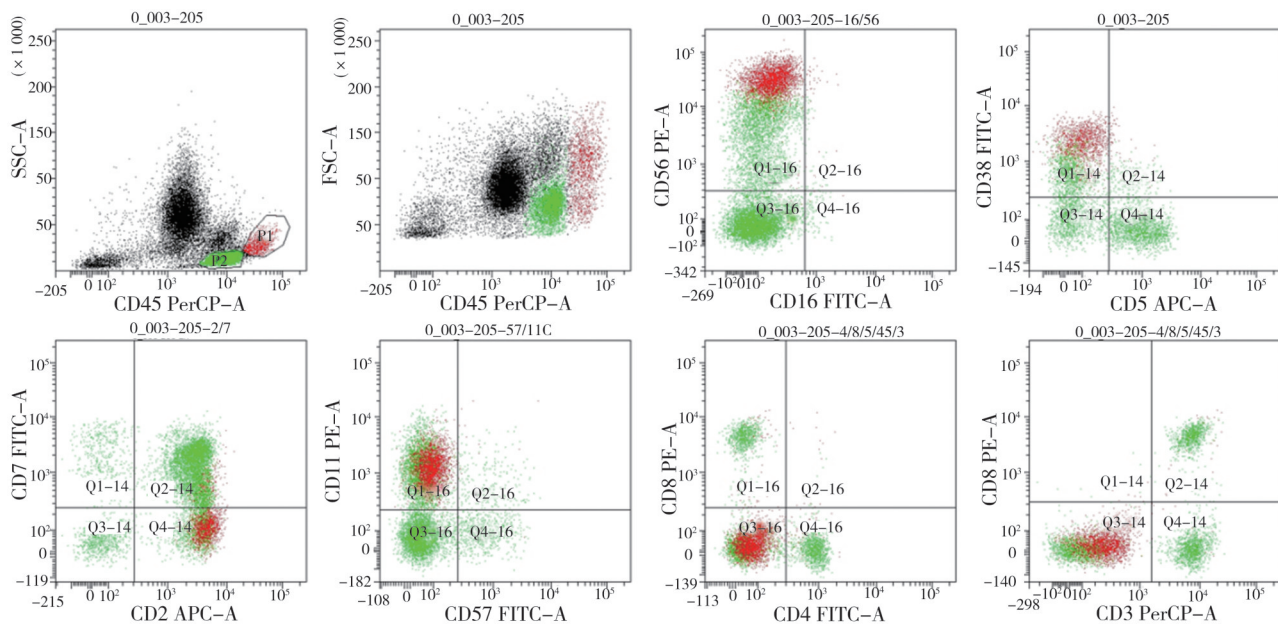 0_003-205
(×1 000)
250
200
150
50
50
SSC-A
P1
P2
-205
0 10² 10³ 10⁴ 10⁵
CD45 PerCP-A
0_003-205
(×1 000)
250
200
150
50
50
FSC-A
-205
0 10² 10³ 10⁴ 10⁵
CD45 PerCP-A
0_003-205-16/56
10⁵
10⁴
10³
10²
0
-10²
-342
CD56 PE-A
Q1-16
Q2-16
Q3-16
Q4-16
-269
-10² 0 10² 10³ 10⁴ 10⁵
CD16 FITC-A
0_003-205
10⁵
10⁴
10³
10²
0
-145
CD38 FITC-A
Q1-14
Q2-14
Q3-14
Q4-14
-194
0 10² 10³ 10⁴ 10⁵
CD5 APC-A
0_003-205-2/7
10⁵
10⁴
10³
10²
0
-119
CD7 FITC-A
Q1-14
Q2-14
Q3-14
Q4-14
-215
0 10² 10³ 10⁴ 10⁵
CD2 APC-A
0_003-205-57/11C
10⁵
10⁴
10³
10²
0
-182
CD11 PE-A
Q1-16
Q2-16
Q3-16
Q4-16
-108
0 10² 10³ 10⁴ 10⁵
CD57 FITC-A
0_003-205-4/8/5/45/3
10⁵
10⁴
10³
10²
0
-139
CD8 PE-A
Q1-16
Q2-16
Q3-16
Q4-16
-113
0 10² 10³ 10⁴ 10⁵
CD4 FITC-A
0_003-205-4/8/5/45/3
10⁵
10⁴
10³
10²
0
-140
CD8 PE-A
Q1-14
Q2-14
Q3-14
Q4-14
-298
-10² 0 10² 10³ 10⁴ 10⁵
CD3 PerCP-A